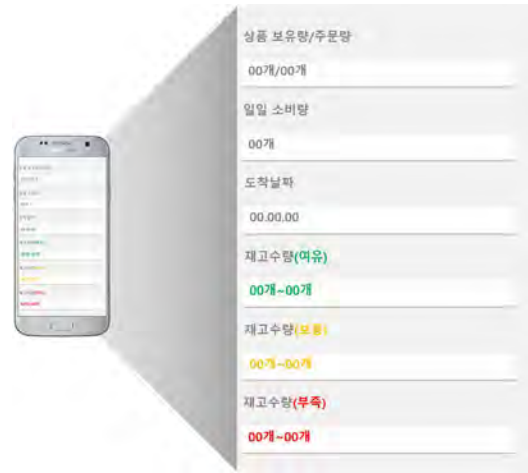 상품 보유량/주문량
00개/00개
일일 소비량
00개
도착날짜
00.00.00
재고수량(여유)
00개~00개
재고수량(보통)
00개~00개
재고수량(부족)
00개~00개